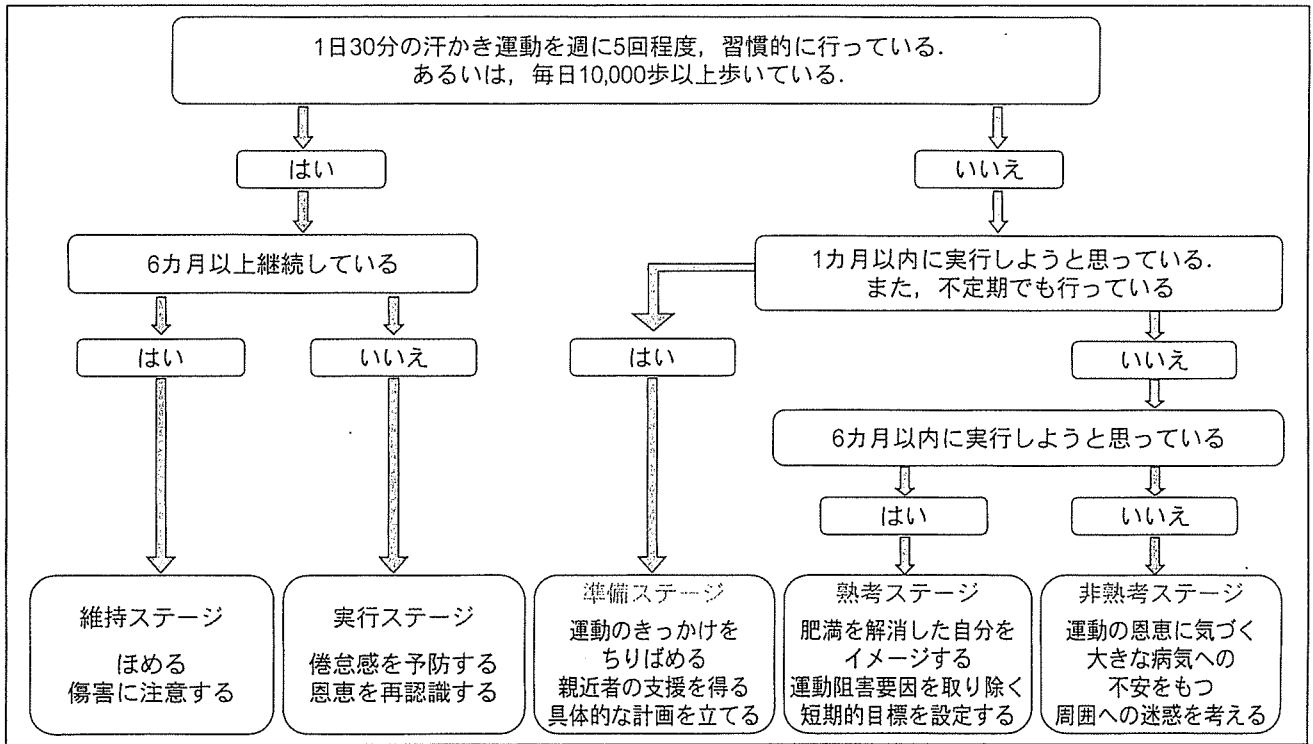 1日30分の汗かき運動を週に5回程度，習慣的に行っている．
あるいは，毎日10,000歩以上歩いている．
はい
いいえ
6カ月以上継続している
1カ月以内に実行しようと思っている．
また，不定期でも行っている
はい
いいえ
はい
いいえ
6カ月以内に実行しようと思っている
はい
いいえ
維持ステージ
ほめる
傷害に注意する
実行ステージ
倦怠感を予防する
恩恵を再認識する
準備ステージ
運動のきっかけを
ちりばめる
親近者の支援を得る
具体的な計画を立てる
熟考ステージ
肥満を解消した自分を
イメージする
運動阻害要因を取り除く
短期的目標を設定する
非熟考ステージ
運動の恩恵に気づく
大きな病気への
不安をもつ
周囲への迷惑を考える